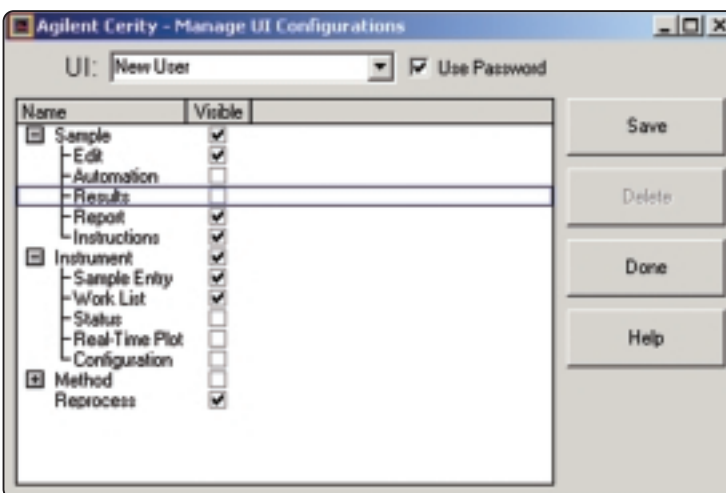 Agilent Cerity - Manage UI Configurations
UI: New User Use Password
Name Visible
Sample
Edit
Automation
Results
Report
Instructions
Instrument
Sample Entry
Work List
Status
Real-Time Plot
Configuration
Method
Reprocess
Save
Delete
Done
Help